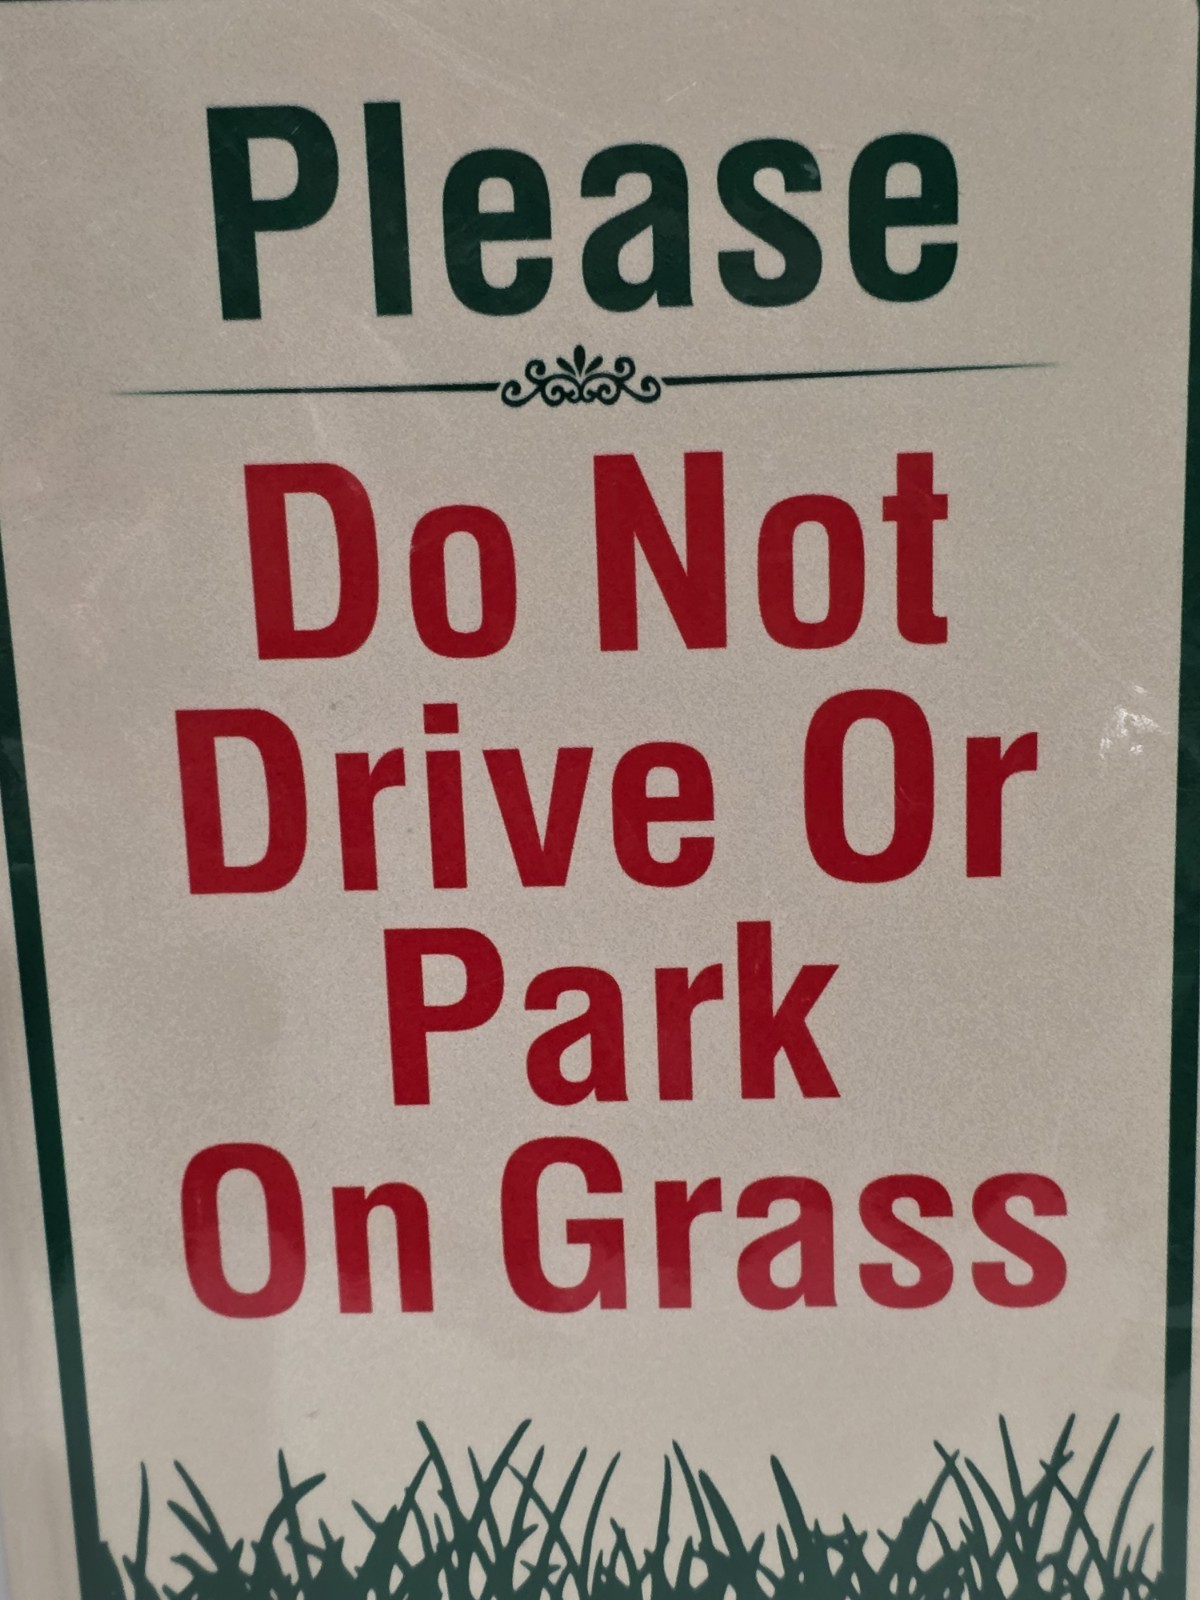 Please
Do Not
Drive Or
Park
On Grass